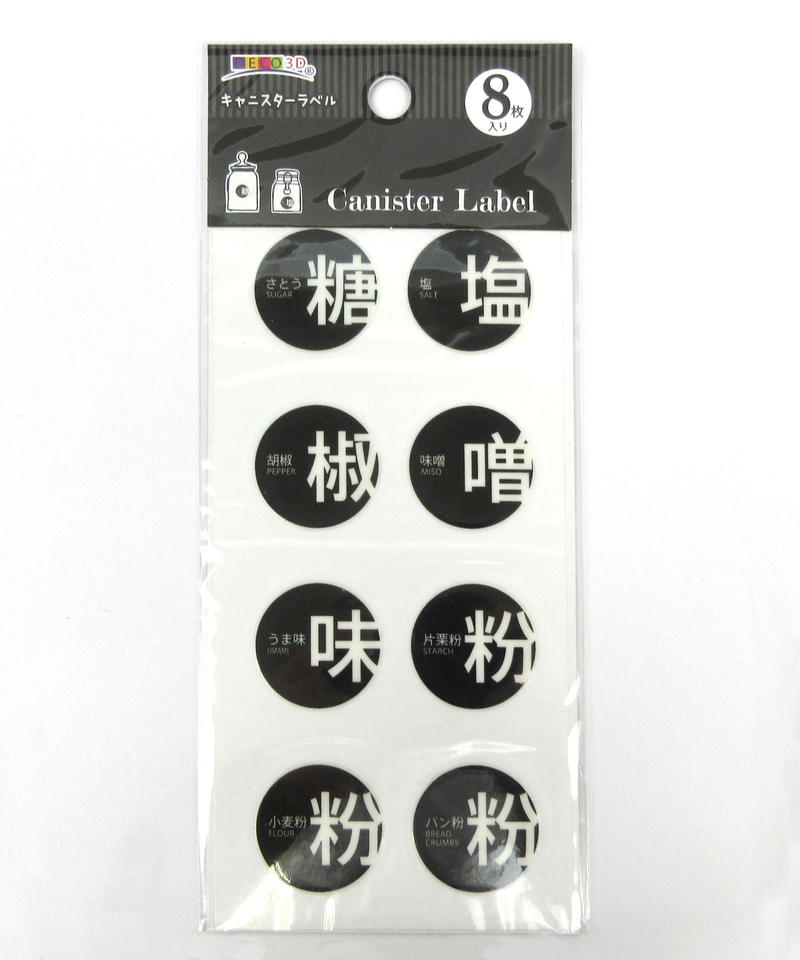 DECO3D®
キャニスターラベル
8枚
入り
Canister Label
さとう
SUGAR
糖
塩
SALT
塩
胡椒
PEPPER
椒
味噌
MISO
噌
うま味
UMAMI
味
片栗粉
STARCH
粉
小麦粉
FLOUR
粉
パン粉
BREAD
CRUMBS
粉